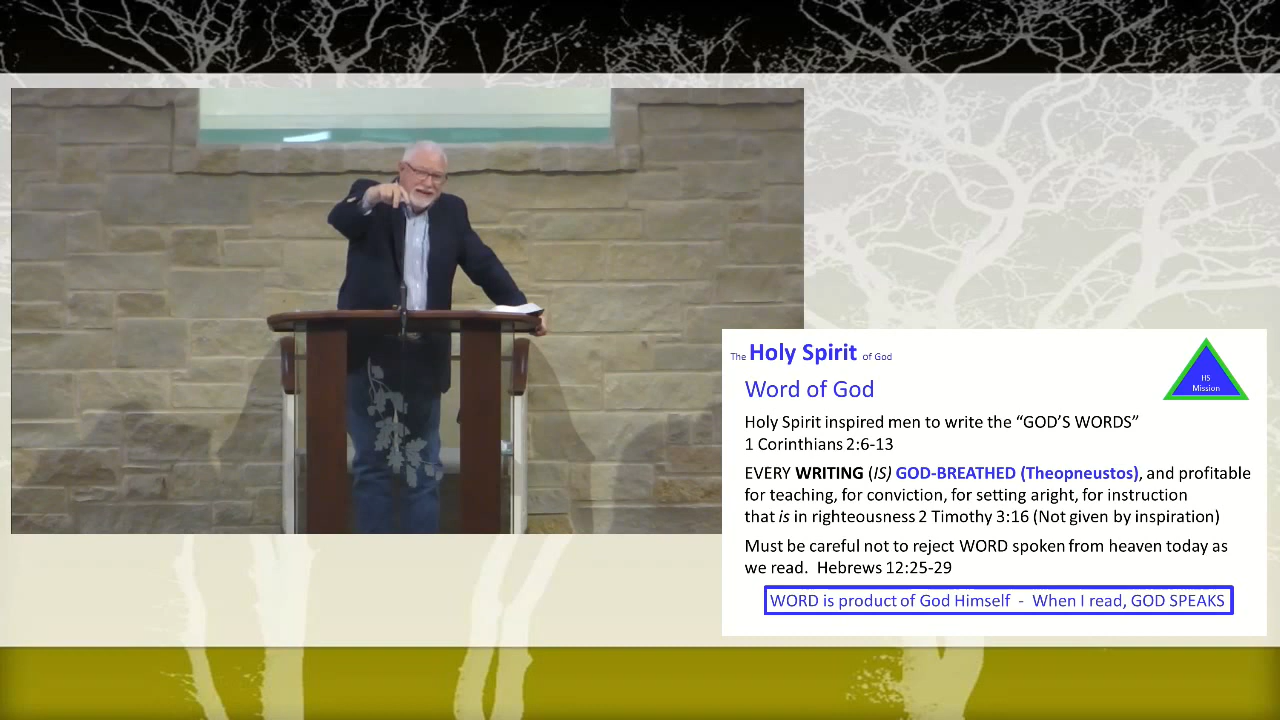 The Holy Spirit of God
HS
Mission
Word of God
Holy Spirit inspired men to write the “GOD’S WORDS”
1 Corinthians 2:6-13
EVERY WRITING (IS) GOD-BREATHED (Theopneustos), and profitable
for teaching, for conviction, for setting aright, for instruction
that is in righteousness 2 Timothy 3:16 (Not given by inspiration)
Must be careful not to reject WORD spoken from heaven today as
we read.  Hebrews 12:25-29
WORD is product of God Himself  -  When I read, GOD SPEAKS